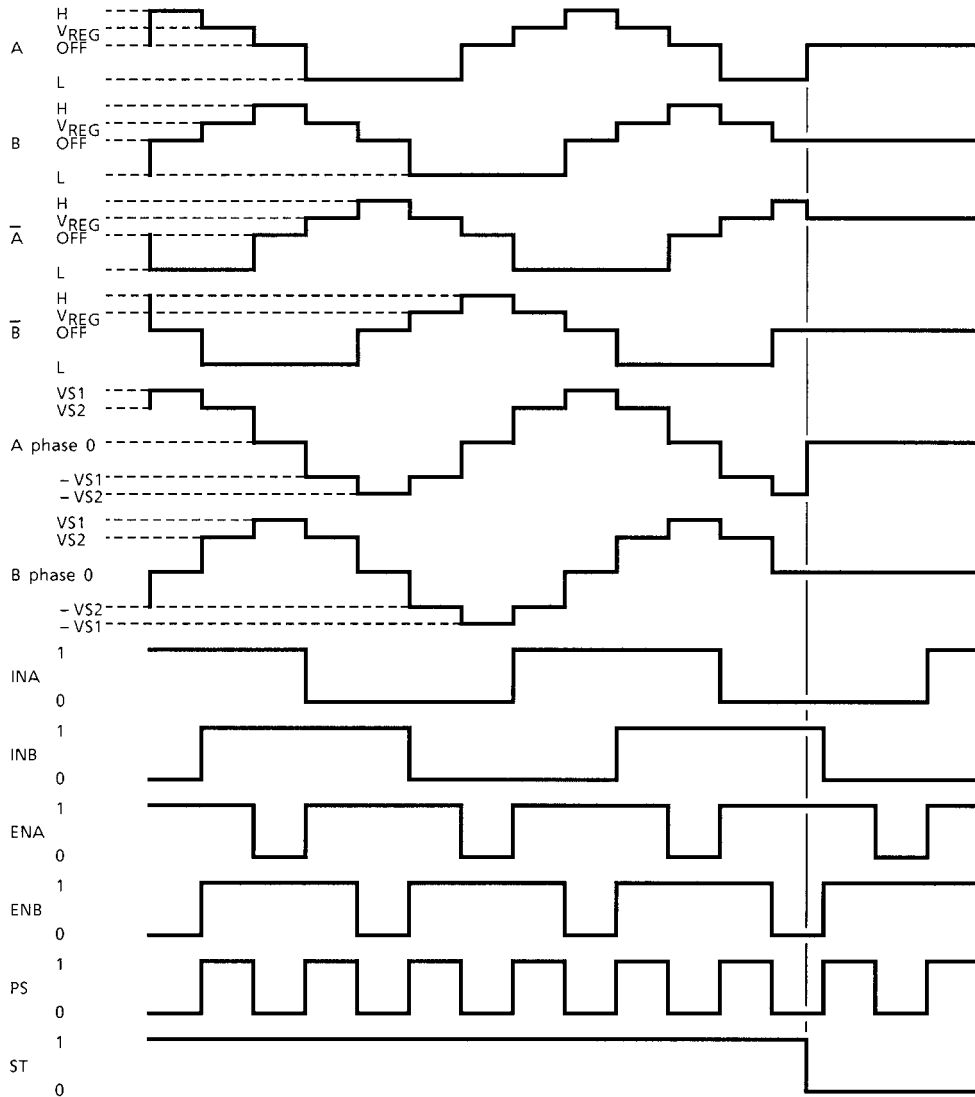 H
VREG
A OFF
L
H
VREG
B OFF
L
H
VREG
A̅ OFF
L
H
VREG
B̅ OFF
L
VS1
VS2
A phase 0
– VS1
– VS2
VS1
VS2
B phase 0
– VS2
– VS1
1
INA
0
1
INB
0
1
ENA
0
1
ENB
0
1
PS
0
1
ST
0